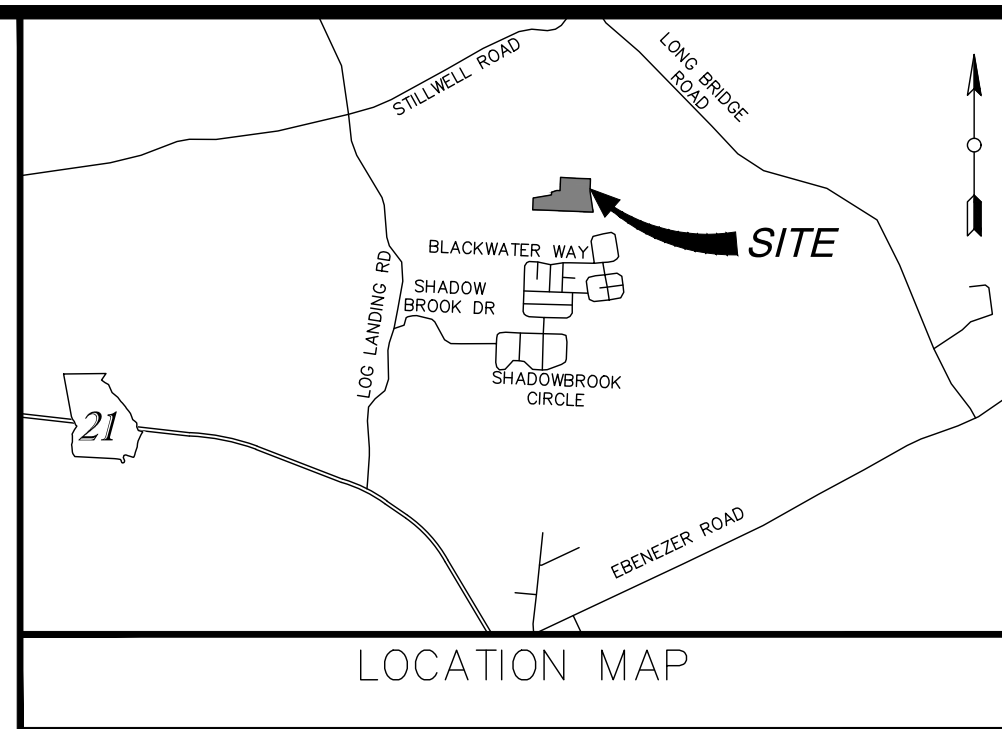 STILLWELL ROAD
LONG BRIDGE
ROAD
SITE
BLACKWATER WAY
SHADOW
BROOK DR
LOG LANDING RD
SHADOWBROOK
CIRCLE
21
EBENEZER ROAD
LOCATION MAP